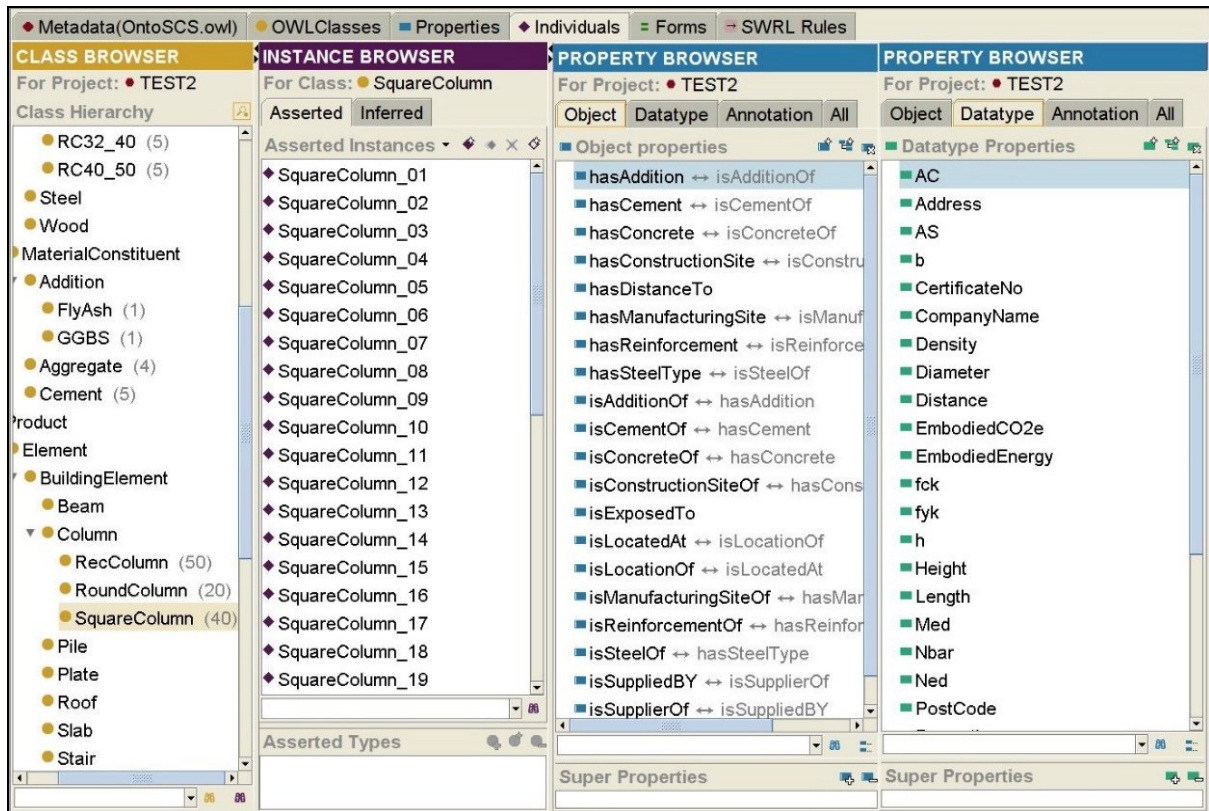 Metadata(OntoSCS.owl) OWLClasses Properties Individuals Forms SWRL Rules
CLASS BROWSER
For Project: TEST2
Class Hierarchy
RC32_40 (5)
RC40_50 (5)
Steel
Wood
MaterialConstituent
Addition
FlyAsh (1)
GGBS (1)
Aggregate (4)
Cement (5)
Product
Element
BuildingElement
Beam
Column
RecColumn (50)
RoundColumn (20)
SquareColumn (40)
Pile
Plate
Roof
Slab
Stair
INSTANCE BROWSER
For Class: SquareColumn
Asserted Inferred
Asserted Instances
SquareColumn_01
SquareColumn_02
SquareColumn_03
SquareColumn_04
SquareColumn_05
SquareColumn_06
SquareColumn_07
SquareColumn_08
SquareColumn_09
SquareColumn_10
SquareColumn_11
SquareColumn_12
SquareColumn_13
SquareColumn_14
SquareColumn_15
SquareColumn_16
SquareColumn_17
SquareColumn_18
SquareColumn_19
Asserted Types
PROPERTY BROWSER
For Project: TEST2
Object Datatype Annotation All
Object properties
hasAddition ↔ isAdditionOf
hasCement ↔ isCementOf
hasConcrete ↔ isConcreteOf
hasConstructionSite ↔ isConstru
hasDistanceTo
hasManufacturingSite ↔ isManuf
hasReinforcement ↔ isReinforce
hasSteelType ↔ isSteelOf
isAdditionOf ↔ hasAddition
isCementOf ↔ hasCement
isConcreteOf ↔ hasConcrete
isConstructionSiteOf ↔ hasCons
isExposedTo
isLocatedAt ↔ isLocationOf
isLocationOf ↔ isLocatedAt
isManufacturingSiteOf ↔ hasMar
isReinforcementOf ↔ hasReinfor
isSteelOf ↔ hasSteelType
isSuppliedBY ↔ isSupplierOf
isSupplierOf ↔ isSuppliedBY
Super Properties
PROPERTY BROWSER
For Project: TEST2
Object Datatype Annotation All
Datatype Properties
AC
Address
AS
b
CertificateNo
CompanyName
Density
Diameter
Distance
EmbodiedCO2e
EmbodiedEnergy
fck
fyk
h
Height
Length
Med
Nbar
Ned
PostCode
Super Properties